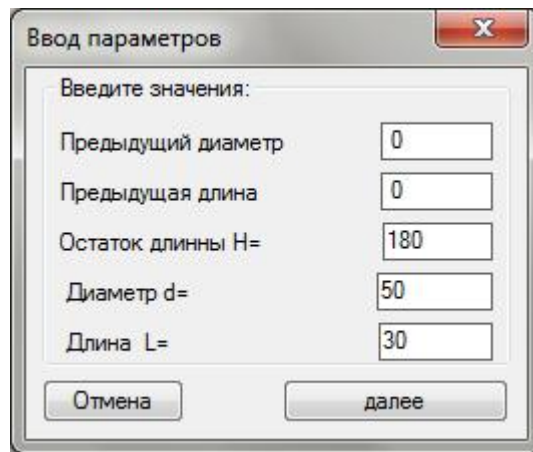 Ввод параметров
Введите значения:
Предыдущий диаметр 0
Предыдущая длина 0
Остаток длинны H= 180
Диаметр d= 50
Длина L= 30
Отмена далее